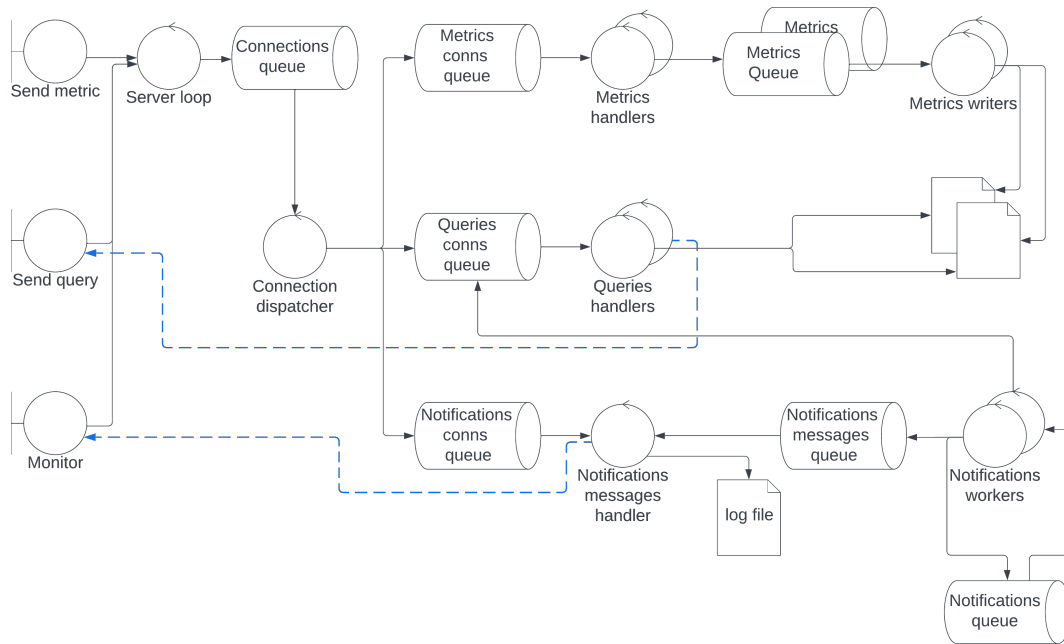 Send metric
Server loop
Connections
queue
Metrics
conns
queue
Metrics
handlers
Metrics
Metrics
Queue
Metrics writers
Send query
Connection
dispatcher
Queries
conns
queue
Queries
handlers
Monitor
Notifications
conns
queue
Notifications
messages
handler
log file
Notifications
messages
queue
Notifications
workers
Notifications
queue